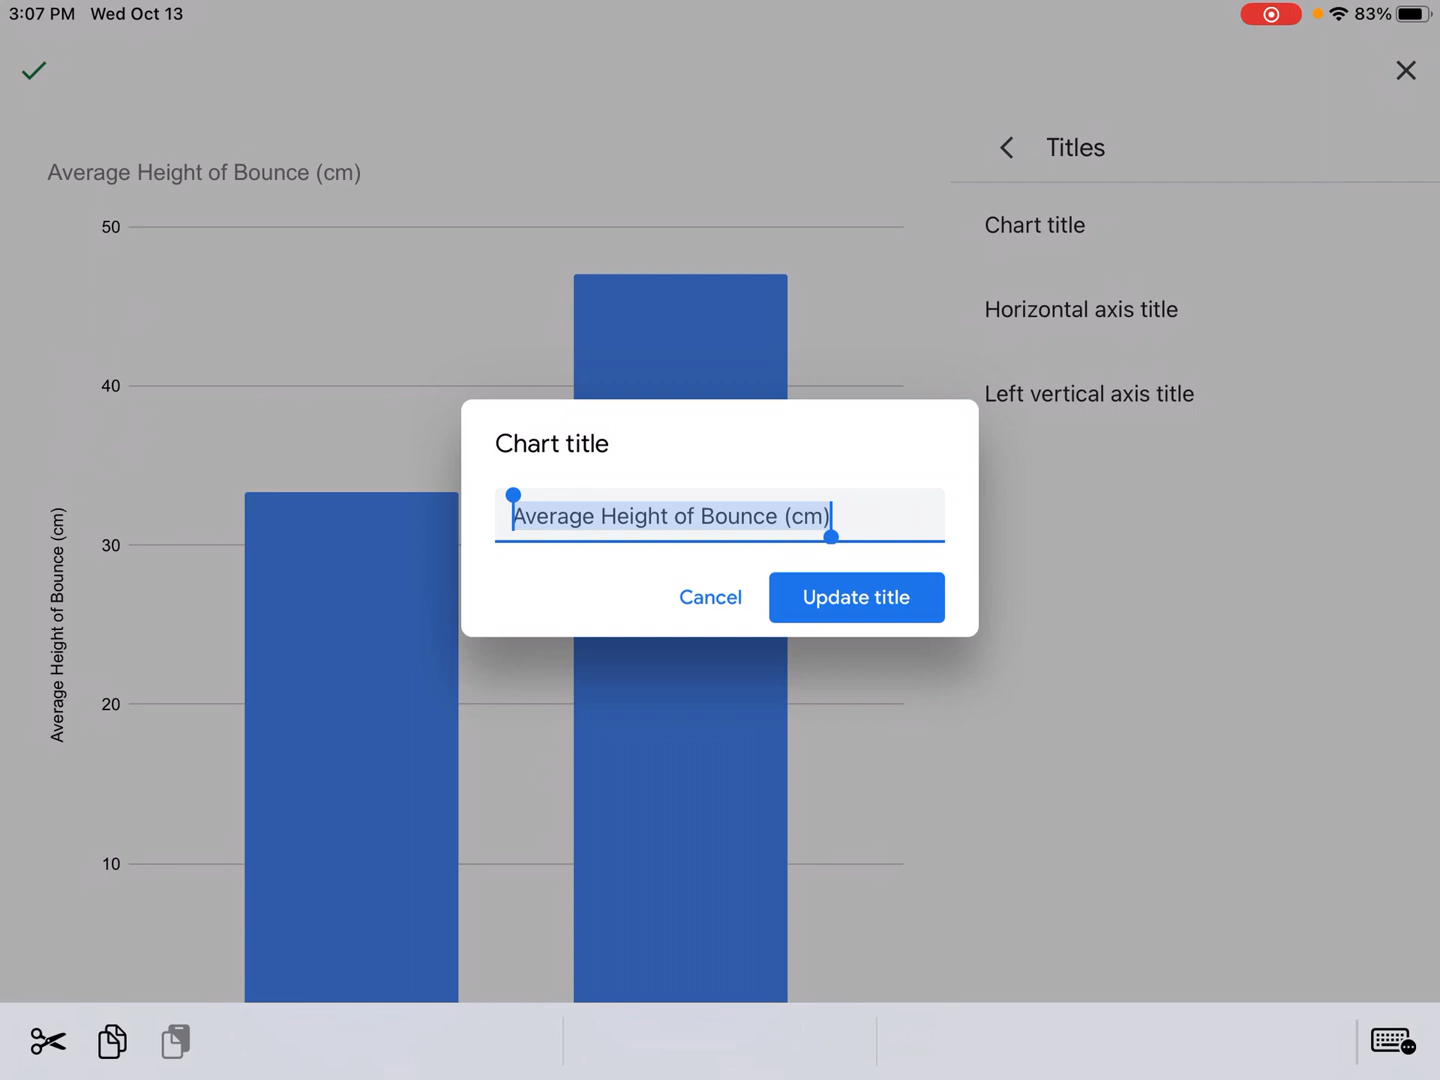 3:07 PM Wed Oct 13
83%
Titles
Average Height of Bounce (cm)
Chart title
50
Horizontal axis title
40
Left vertical axis title
Chart title
Average Height of Bounce (cm)
30
Average Height of Bounce (cm)
Cancel
Update title
20
10